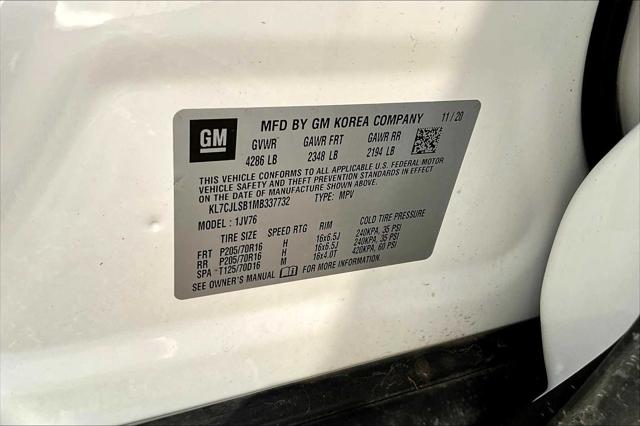 GM
MFD BY GM KOREA COMPANY 11/20
GVWR GAWR FRT GAWR RR
4286 LB 2348 LB 2194 LB
THIS VEHICLE CONFORMS TO ALL APPLICABLE U.S. FEDERAL MOTOR
VEHICLE SAFETY AND THEFT PREVENTION STANDARDS IN EFFECT
ON THE DATE OF MANUFACTURE SHOWN ABOVE.
KL7CJLSB1MB337732 TYPE: MPV
MODEL : 1JV76
TIRE SIZE SPEED RTG RIM COLD TIRE PRESSURE
FRT P205/70R16 H 16x6.5J 240KPA, 35 PSI
RR P205/70R16 H 16x6.5J 240KPA, 35 PSI
SPA T125/70D16 M 16x4.0T 420KPA, 60 PSI
SEE OWNER'S MANUAL FOR MORE INFORMATION.